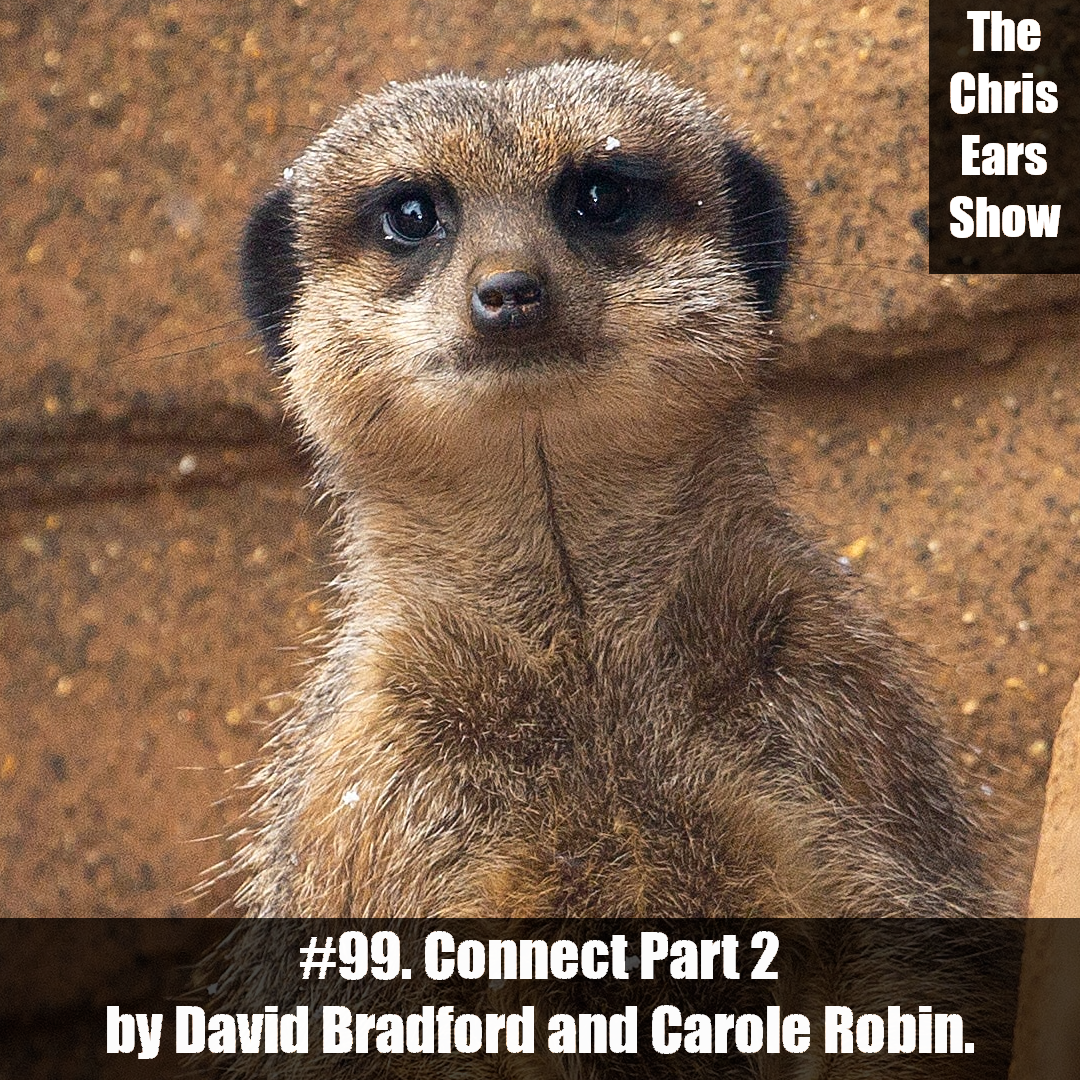 The
Chris
Ears
Show
#99. Connect Part 2
by David Bradford and Carole Robin.